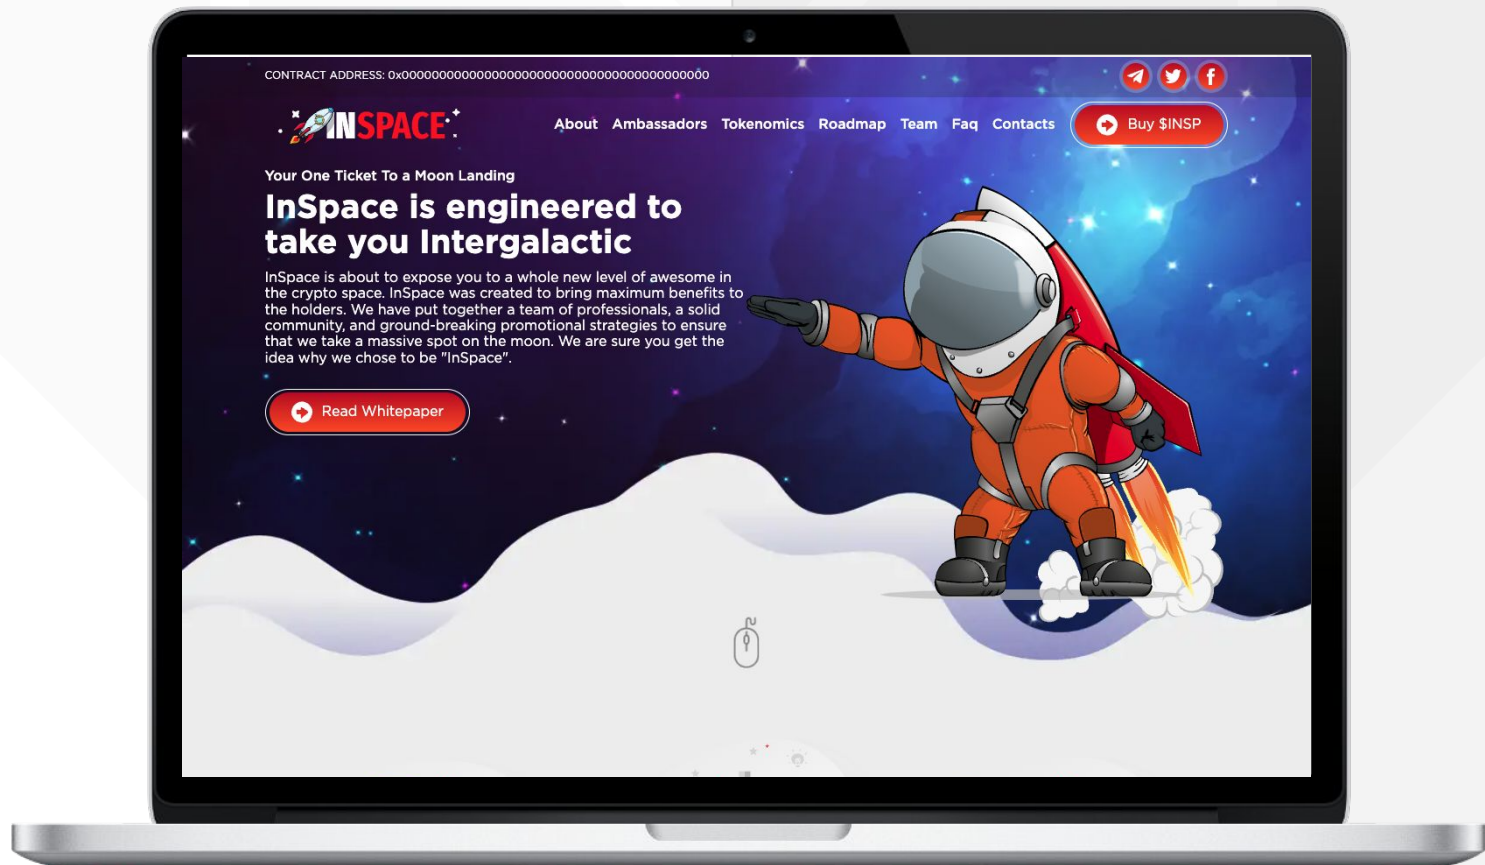 CONTRACT ADDRESS: 0x0000000000000000000000000000000000000000
INSPACE
About Ambassadors Tokenomics Roadmap Team Faq Contacts Buy $INSP
Your One Ticket To a Moon Landing
InSpace is engineered to
take you Intergalactic
InSpace is about to expose you to a whole new level of awesome in
the crypto space. InSpace was created to bring maximum benefits to
the holders. We have put together a team of professionals, a solid
community, and ground-breaking promotional strategies to ensure
that we take a massive spot on the moon. We are sure you get the
idea why we chose to be "InSpace".
Read Whitepaper